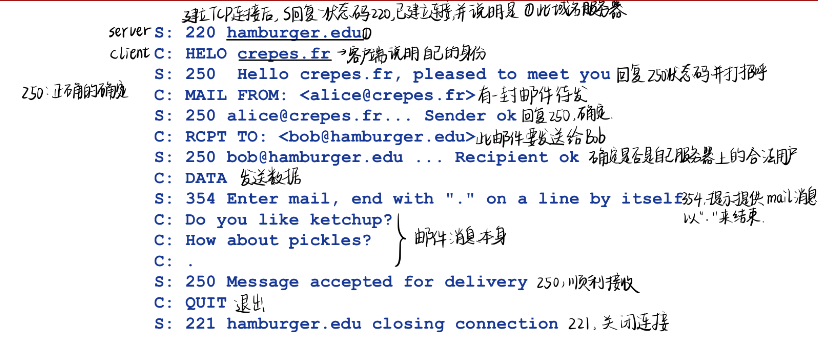 建立TCP连接后，S回复状态码220，已建立连接，并说明是①此域名服务器
server S: 220 hamburger.edu①
client C: HELO crepes.fr →客户端说明自己的身份
S: 250 Hello crepes.fr, pleased to meet you 回复250状态码并打招呼
250：正确的确定 C: MAIL FROM: <alice@crepes.fr> 有一封邮件待发
S: 250 alice@crepes.fr... Sender ok 回复250，确定.
C: RCPT TO: <bob@hamburger.edu> 此邮件要发送给Bob
S: 250 bob@hamburger.edu ... Recipient ok 确定是否是自己服务器上的合法用户
C: DATA 发送数据
S: 354 Enter mail, end with "." on a line by itself 354，提示提供mail消息
以"."来结束.
C: Do you like ketchup?
C: How about pickles? 邮件消息本身
C: .
S: 250 Message accepted for delivery 250，顺利接收
C: QUIT 退出
S: 221 hamburger.edu closing connection 221，关闭连接